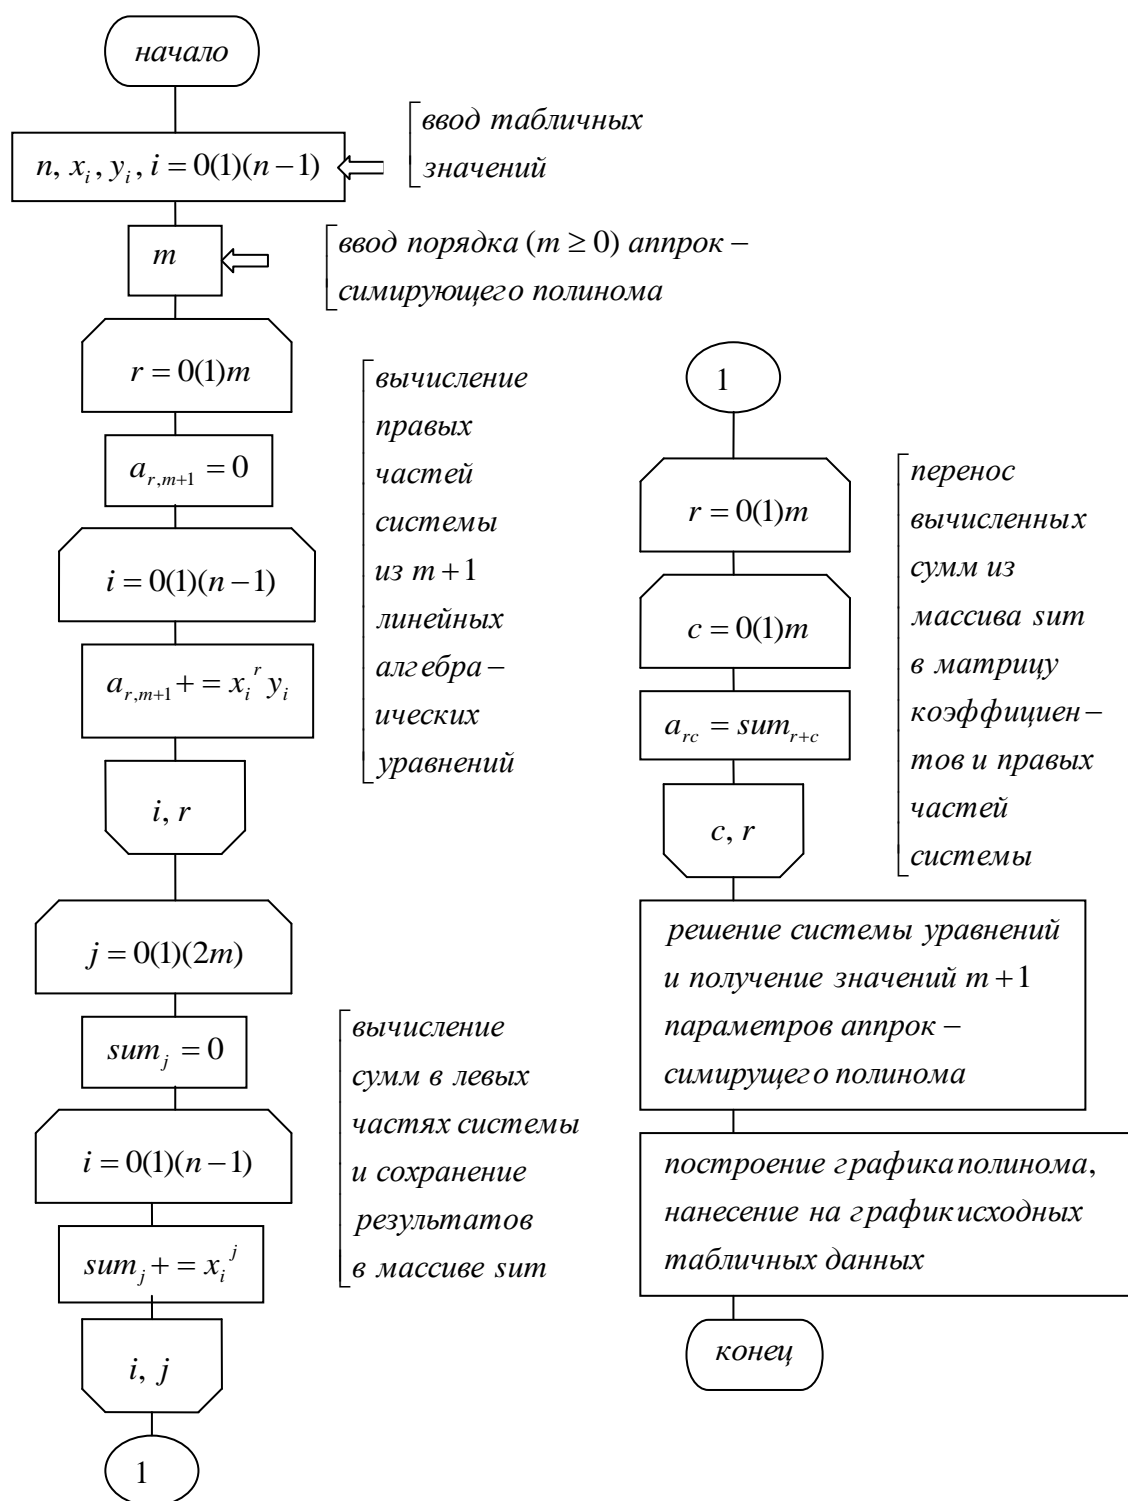 начало
n, x_i, y_i, i = 0(1)(n − 1)
ввод табличных
значений
m
ввод порядка (m ≥ 0) аппрок −
симирующего полинома
r = 0(1)m
a_{r,m+1} = 0
i = 0(1)(n − 1)
a_{r,m+1} + = x_i^r y_i
i, r
вычисление
правых
частей
системы
из m + 1
линейных
алгебра −
ических
уравнений
j = 0(1)(2m)
sum_j = 0
i = 0(1)(n − 1)
sum_j + = x_i^j
i, j
1
вычисление
сумм в левых
частях системы
и сохранение
результатов
в массиве sum
1
r = 0(1)m
c = 0(1)m
a_{rc} = sum_{r+c}
c, r
перенос
вычисленных
сумм из
массива sum
в матрицу
коэффициен −
тов и правых
частей
системы
решение системы уравнений
и получение значений m + 1
параметров аппрок −
симирущего полинома
построение графика полинома,
нанесение на график исходных
табличных данных
конец